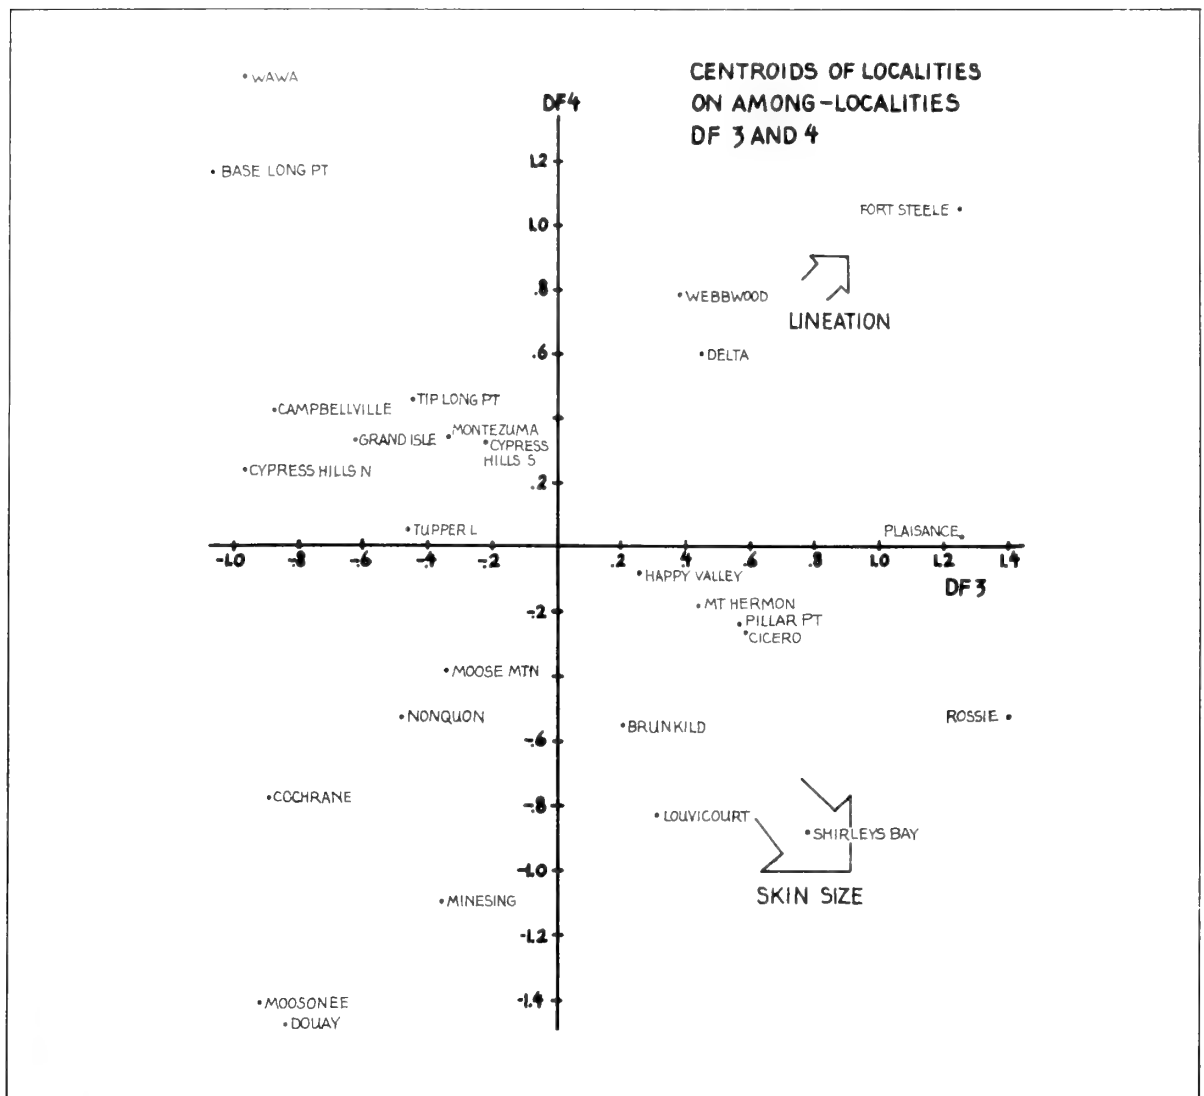 WAWA
CENTROIDS OF LOCALITIES
ON AMONG-LOCALITIES
DF 3 AND 4
DF4
1.2
BASE LONG PT
FORT STEELE
1.0
.8
WEBBWOOD
LINEATION
.6
DELTA
CAMPBELLVILLE
TIP LONG PT
GRAND ISLE
MONTEZUMA
CYPRESS
HILLS S
CYPRESS HILLS N
.2
TUPPER L
PLAISANCE
-1.0 -.8 -.6 -.4 -.2 .2 .4 .6 .8 1.0 1.2 1.4
DF 3
HAPPY VALLEY
MT HERMON
-.2
PILLAR PT
CICERO
MOOSE MTN
NONQUON
ROSSIE
BRUNKILD
-.6
COCHRANE
-.8
LOUVICOURT
SHIRLEYS BAY
-1.0
SKIN SIZE
MINESING
-1.2
-1.4
MOOSONEE
DOUAY